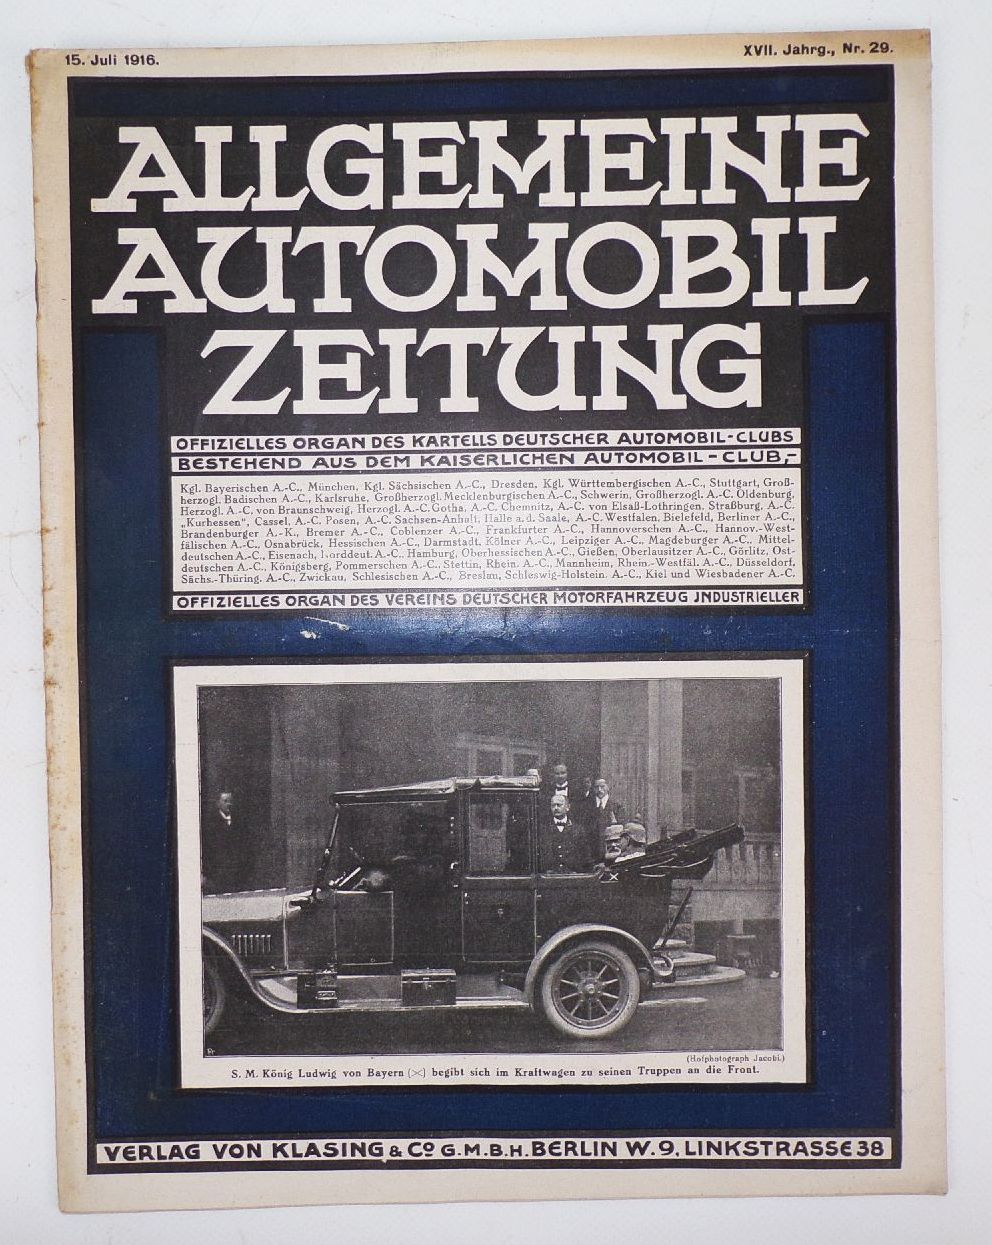 15. Juli 1916.
XVII. Jahrg., Nr. 29.
ALLGEMEINE
AUTOMOBIL
ZEITUNG
OFFIZIELLES ORGAN DES KARTELLS DEUTSCHER AUTOMOBIL-CLUBS
BESTEHEND AUS DEM KAISERLICHEN AUTOMOBIL-CLUB,-
Kgl. Bayerischen A.-C., München, Kgl. Sächsischen A.-C., Dresden, Kgl. Württembergischen A.-C., Stuttgart, Groß-
herzogl. Badischen A.-C., Karlsruhe, Großherzogl. Mecklenburgischen A.-C., Schwerin, Großherzogl. A.-C. Oldenburg,
Herzogl. A.-C. von Braunschweig, Herzogl. A.-C. Gotha, A.-C. Chemnitz, A.-C. von Elsaß-Lothringen, Straßburg, A.-C.
„Kurhessen", Cassel, A.-C. Posen, A.-C. Sachsen-Anhalt, Halle a. d. Saale, A.-C. Westfalen, Bielefeld, Berliner A.-C.,
Brandenburger A.-K., Bremer A.-C., Coblenzer A.-C., Frankfurter A.-C., Hannoverschen A.-C., Hannov.-West-
fälischen A.-C., Osnabrück, Hessischen A.-C., Darmstadt, Kölner A.-C., Leipziger A.-C., Magdeburger A.-C., Mittel-
deutschen A.-C., Eisenach, Norddeut. A.-C., Hamburg, Oberhessischen A.-C., Gießen, Oberlausitzer A.-C., Görlitz, Ost-
deutschen A.-C., Königsberg, Pommerschen A.-C., Stettin, Rhein. A.-C., Mannheim, Rhein.-Westfäl. A.-C., Düsseldorf,
Sächs.-Thüring. A.-C., Zwickau, Schlesischen A.-C., Breslau, Schleswig-Holstein. A.-C., Kiel und Wiesbadener A.-C.
OFFIZIELLES ORGAN DES VEREINS DEUTSCHER MOTORFAHRZEUG JNDUSTRIELLER
(Hofphotograph Jacobi.)
S. M. König Ludwig von Bayern (×) begibt sich im Kraftwagen zu seinen Truppen an die Front.
VERLAG VON KLASING & Co G.M.B.H. BERLIN W. 9, LINKSTRASSE 38